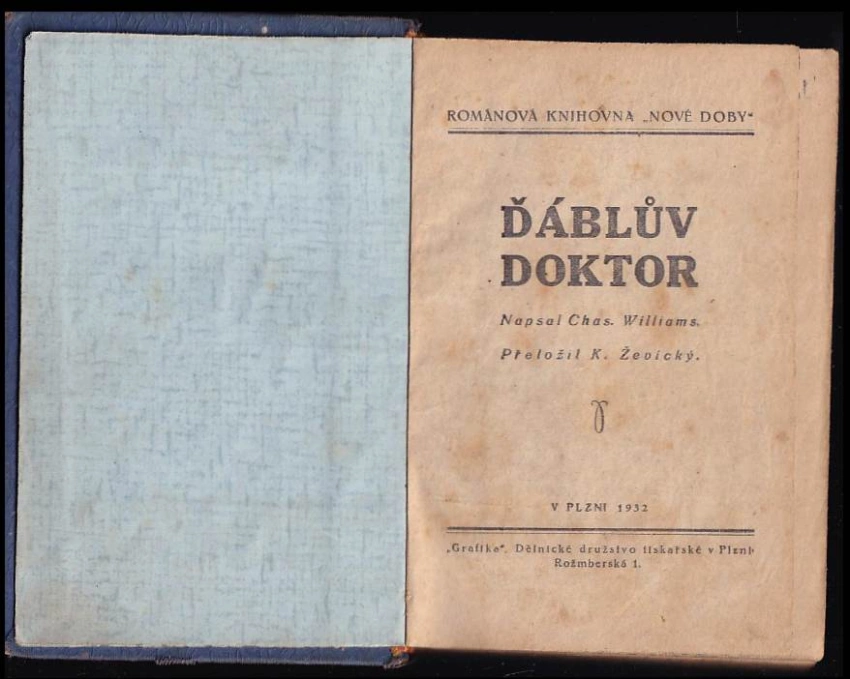 ROMÁNOVÁ KNIHOVNA „NOVÉ DOBY“
ĎÁBLŮV
DOKTOR
Napsal Chas. Williams.
Přeložil K. Ževický.
V PLZNI 1932
„Grafika“. Dělnické družstvo tiskařské v Plzni
Rožmberská 1.